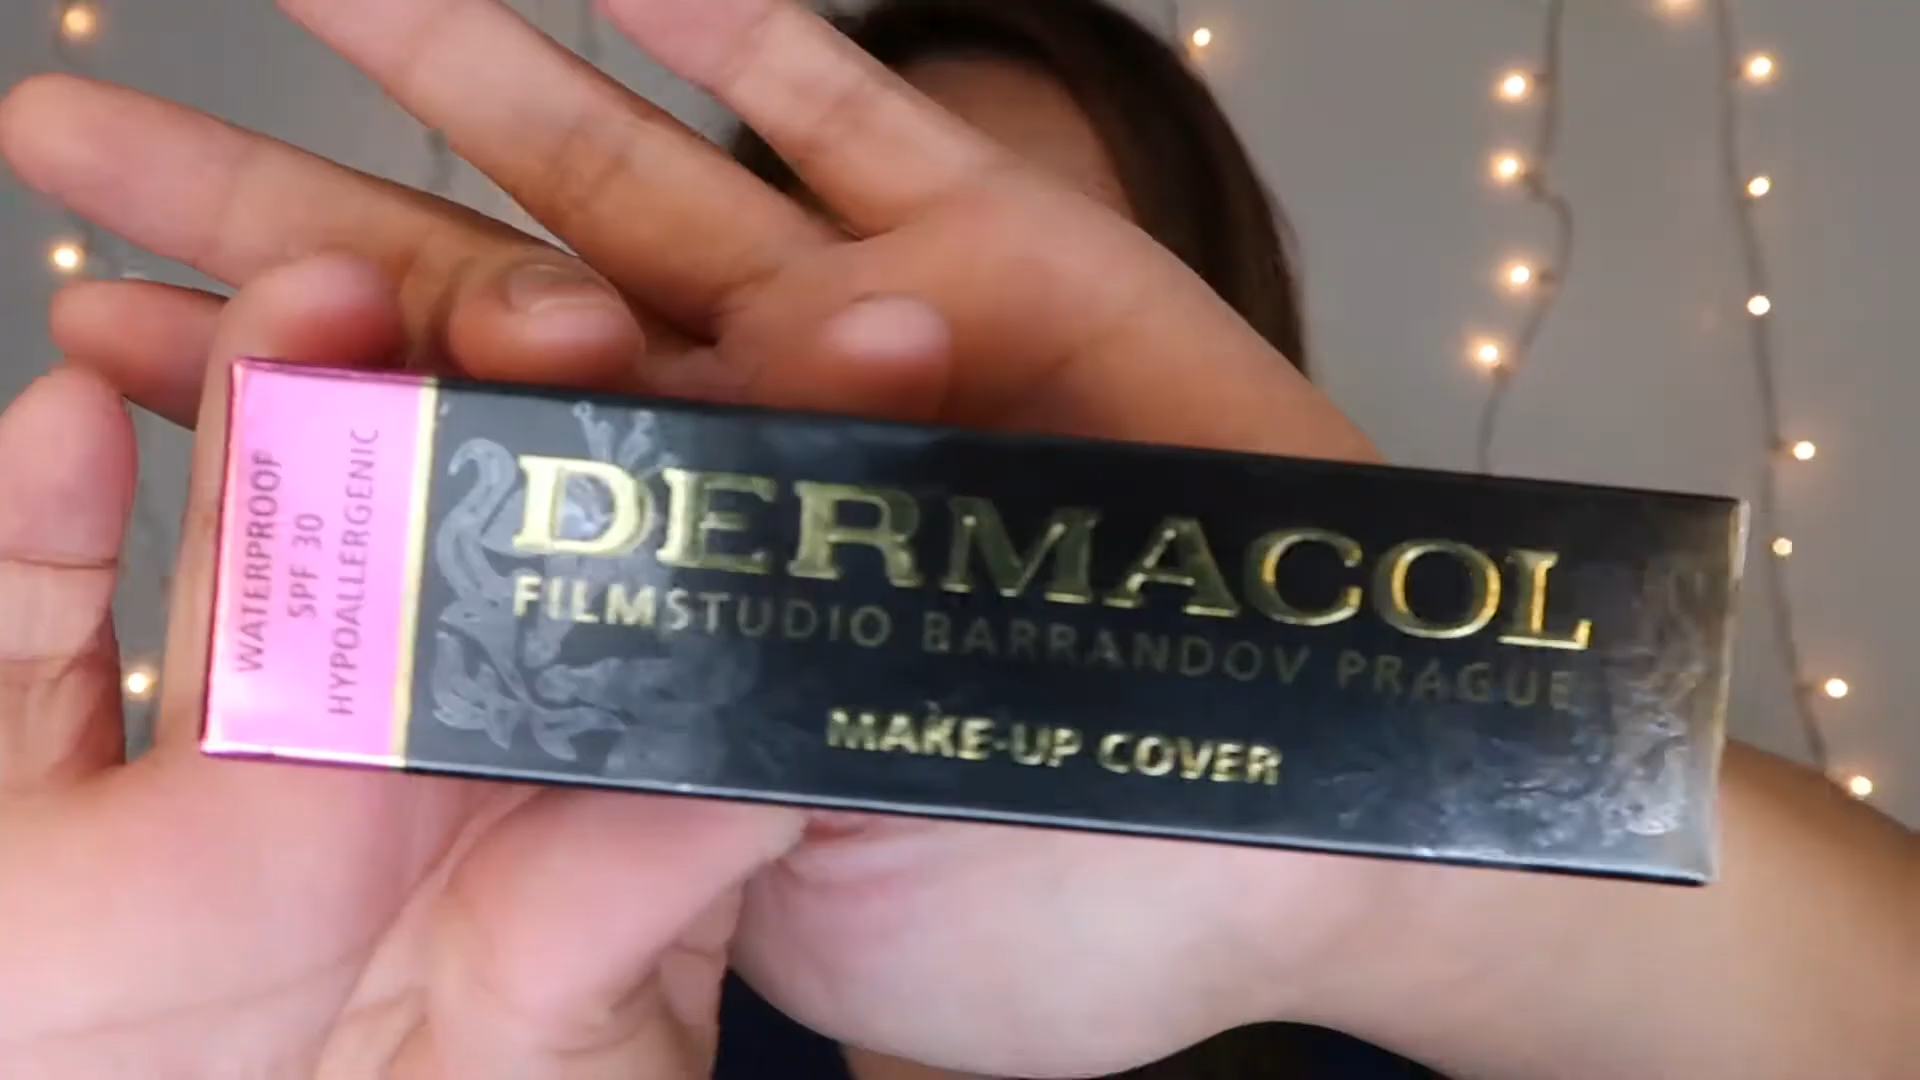 WATERPROOF
SPF 30
HYPOALLERGENIC
DERMACOL
FILMSTUDIO BARRANDOV PRAGUE
MAKE-UP COVER